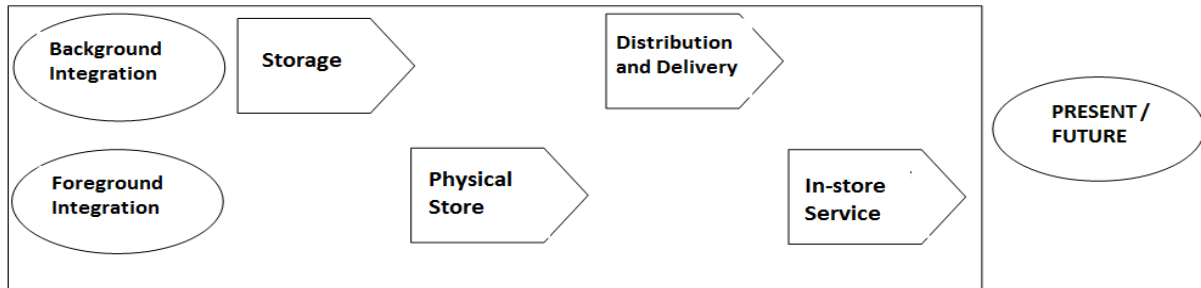 Background
Integration
Storage
Distribution
and Delivery
PRESENT /
FUTURE
Foreground
Integration
Physical
Store
In-store
Service